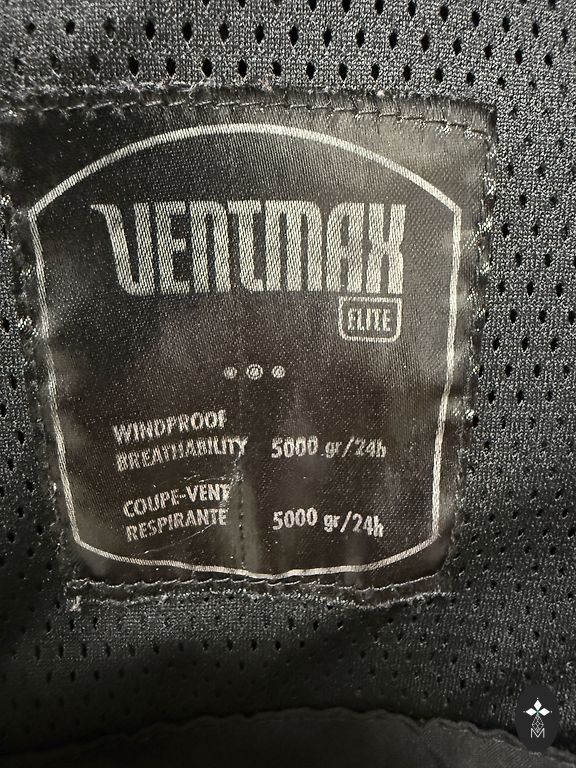 VENTMAX
ELITE
WINDPROOF
BREATHABILITY 5000 gr/24h
COUPE-VENT
RESPIRANTE 5000 gr/24h
M